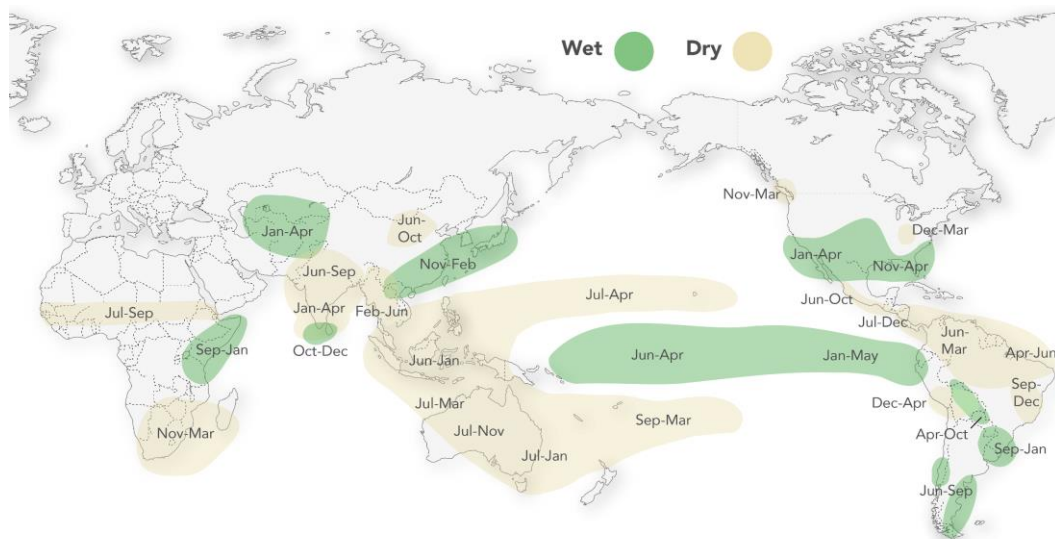 Wet
Dry
Nov-Mar
Jun-
Oct
Jan-Apr
Dec-Mar
Jan-Apr
Nov-Feb
Nov-Apr
Jun-Sep
Jul-Apr
Jun-Oct
Jan-Apr
Feb-Jun
Jul-Sep
Jul-Dec
Jun-
Mar
Sep-Jan
Oct-Dec
Jun-Jan
Jun-Apr
Jan-May
Apr-Jun
Sep-
Dec
Jul-Mar
Dec-Apr
Nov-Mar
Jul-Nov
Sep-Mar
Apr-Oct
Sep-Jan
Jul-Jan
Jun-Sep